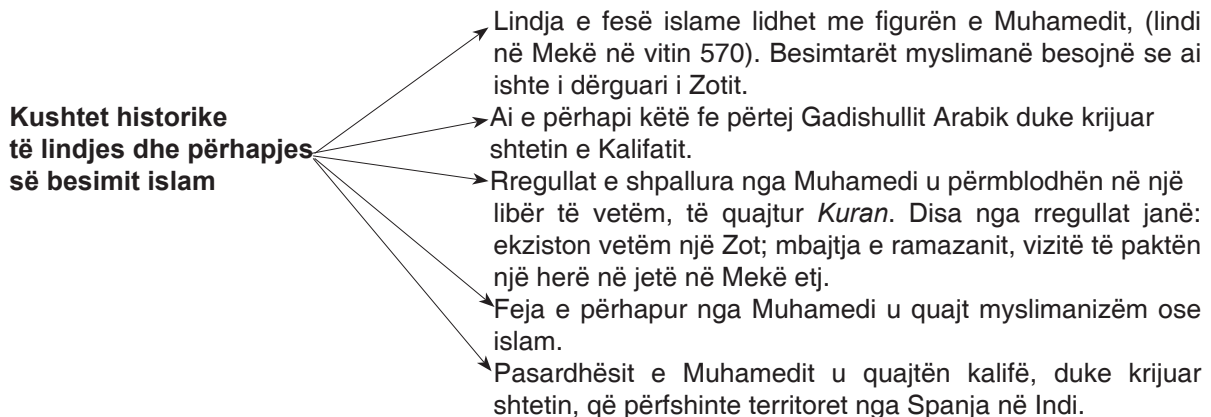 Kushtet historike
të lindjes dhe përhapjes
së besimit islam
Lindja e fesë islame lidhet me figurën e Muhamedit, (lindi
në Mekë në vitin 570). Besimtarët myslimanë besojnë se ai
ishte i dërguari i Zotit.
Ai e përhapi këtë fe përtej Gadishullit Arabik duke krijuar
shtetin e Kalifatit.
Rregullat e shpallura nga Muhamedi u përmblodhën në një
libër të vetëm, të quajtur Kuran. Disa nga rregullat janë:
ekziston vetëm një Zot; mbajtja e ramazanit, vizitë të paktën
një herë në jetë në Mekë etj.
Feja e përhapur nga Muhamedi u quajt myslimanizëm ose
islam.
Pasardhësit e Muhamedit u quajtën kalifë, duke krijuar
shtetin, që përfshinte territoret nga Spanja në Indi.